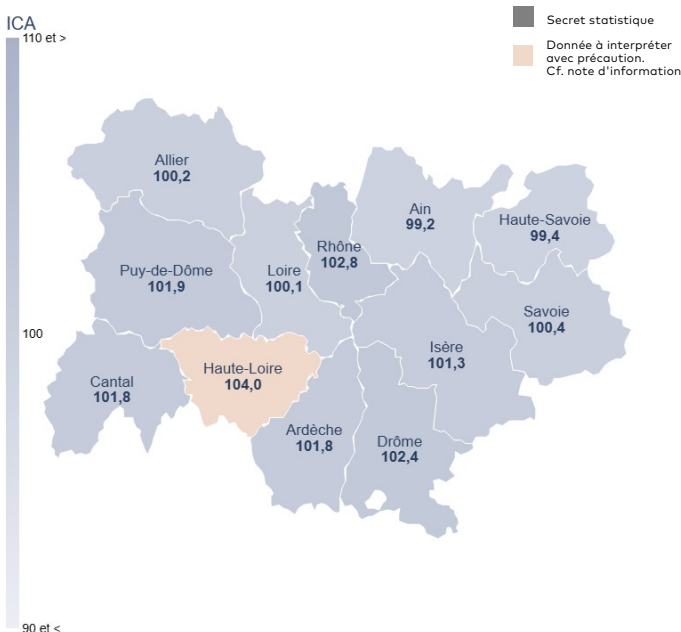 ICA
110 et >
Secret statistique
Donnée à interpréter
avec précaution.
Cf. note d'information
Allier
100,2
Ain
99,2
Haute-Savoie
99,4
Rhône
102,8
Puy-de-Dôme
101,9
Loire
100,1
Savoie
100,4
100
Isère
101,3
Haute-Loire
104,0
Cantal
101,8
Ardèche
101,8
Drôme
102,4
90 et <